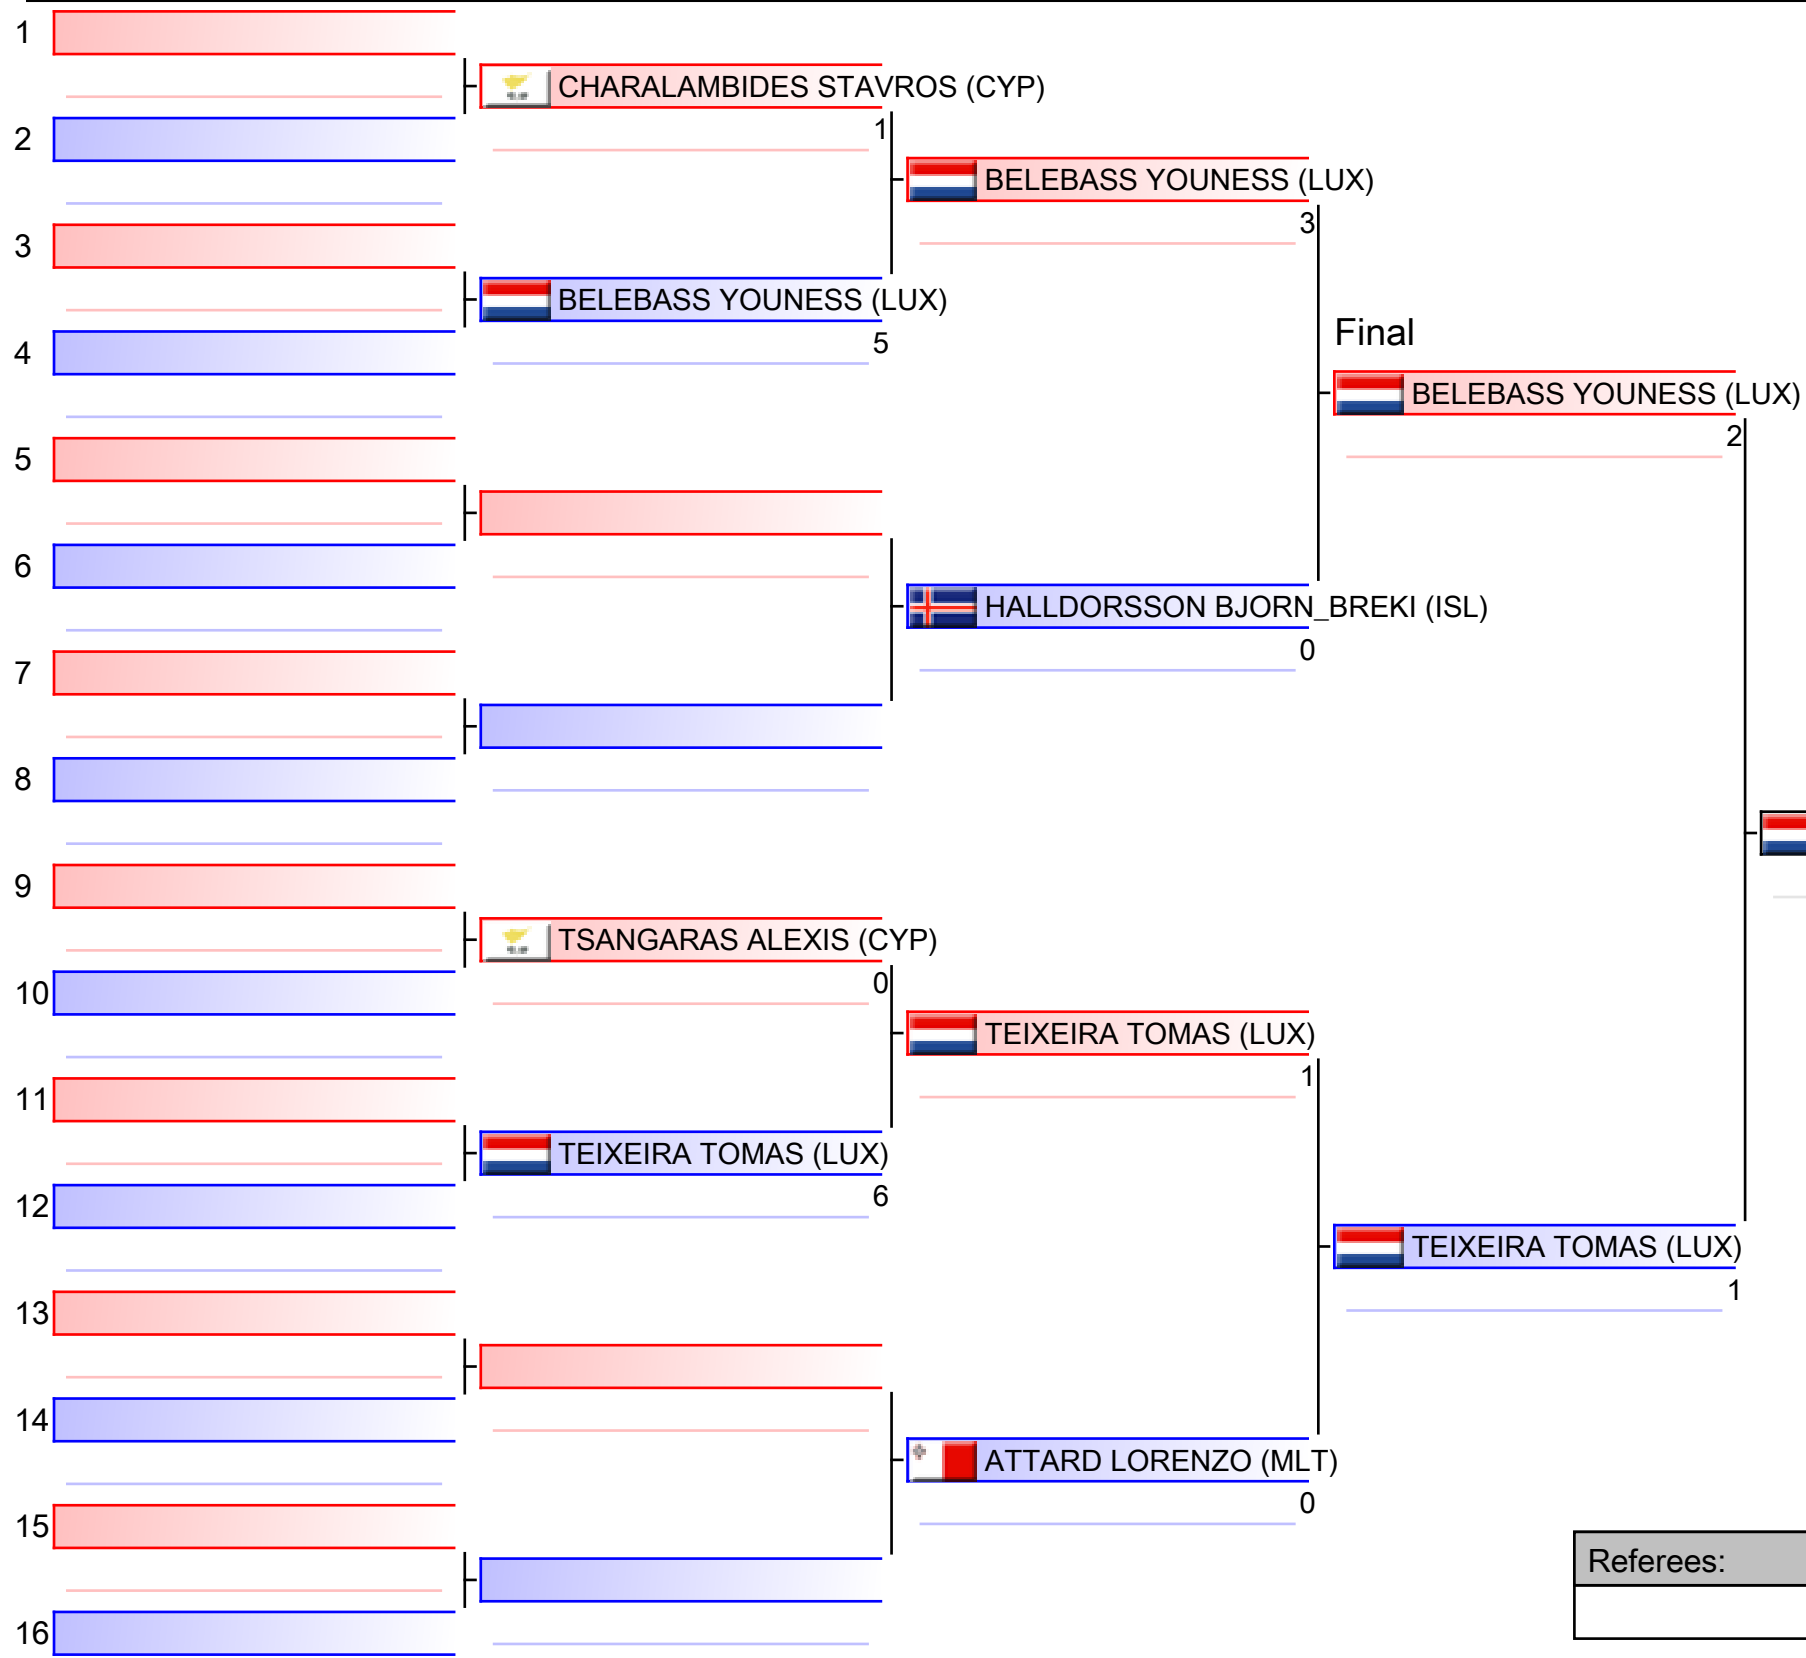 1
CHARALAMBIDES STAVROS (CYP)
1
2
BELEBASS YOUNESS (LUX)
3
3
BELEBASS YOUNESS (LUX)
5
4
Final
BELEBASS YOUNESS (LUX)
2
5
6
HALLDORSSON BJORN_BREKI (ISL)
0
7
8
9
TSANGARAS ALEXIS (CYP)
0
10
TEIXEIRA TOMAS (LUX)
1
11
TEIXEIRA TOMAS (LUX)
6
12
TEIXEIRA TOMAS (LUX)
1
13
14
ATTARD LORENZO (MLT)
0
15
Referees:
16